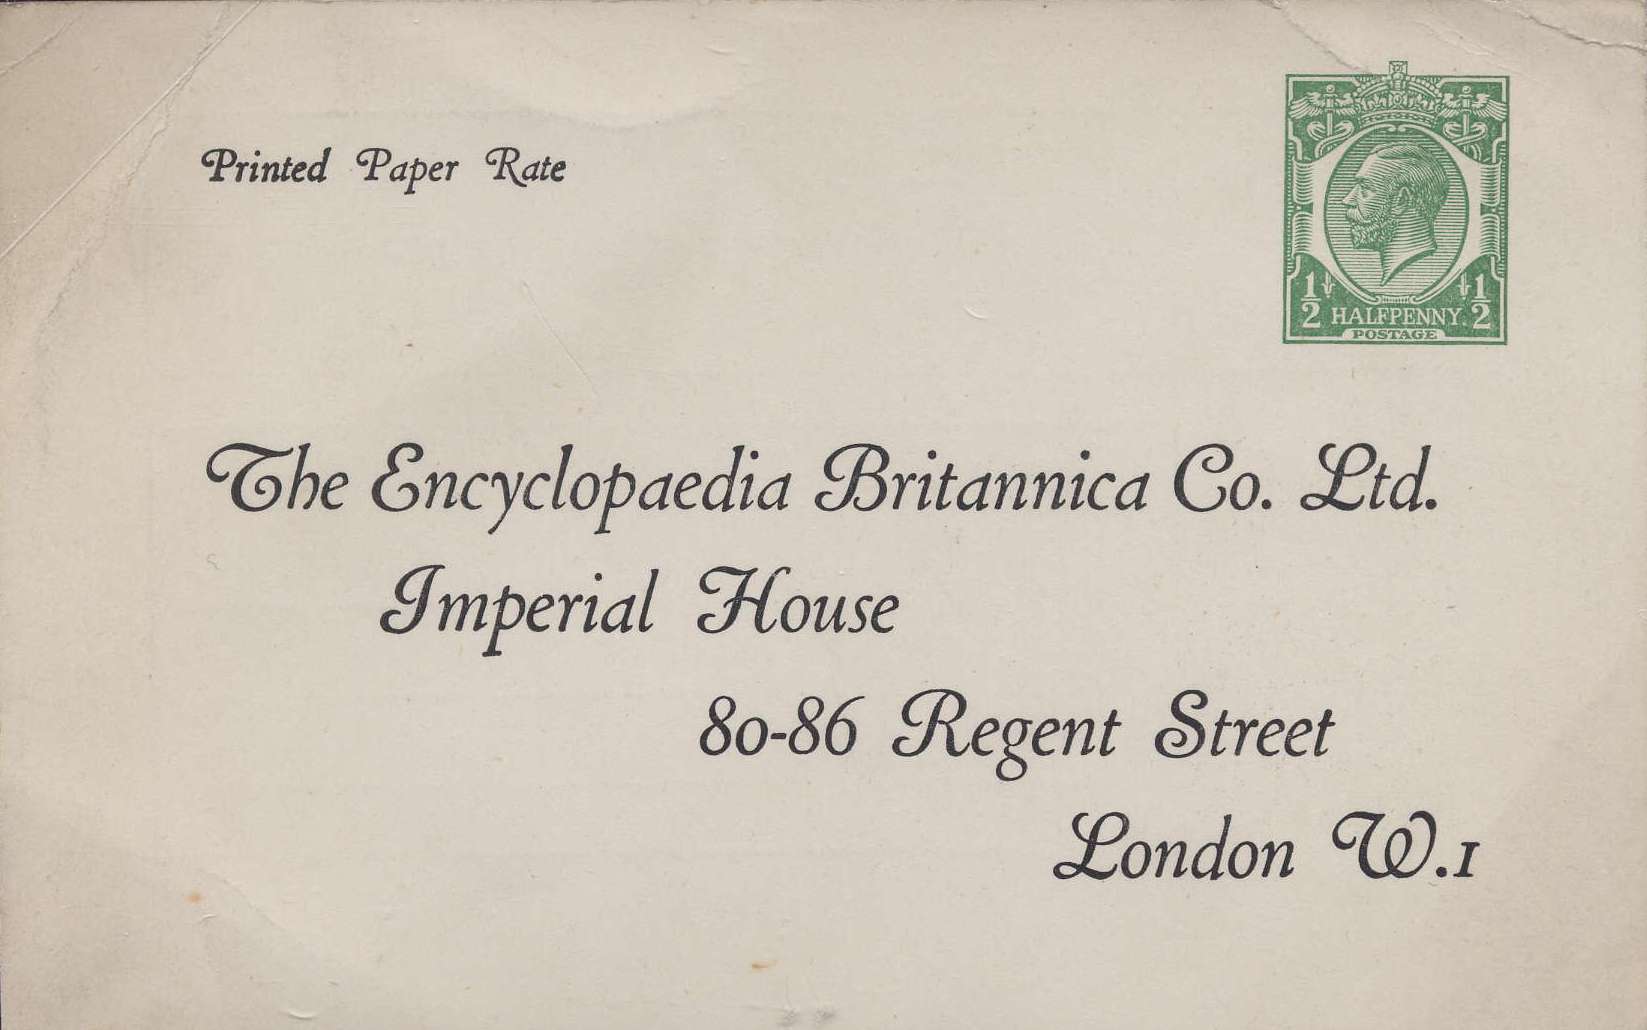 Printed Paper Rate
1/2 HALFPENNY. 1/2
POSTAGE
The Encyclopaedia Britannica Co. Ltd.
Imperial House
80-86 Regent Street
London W.1